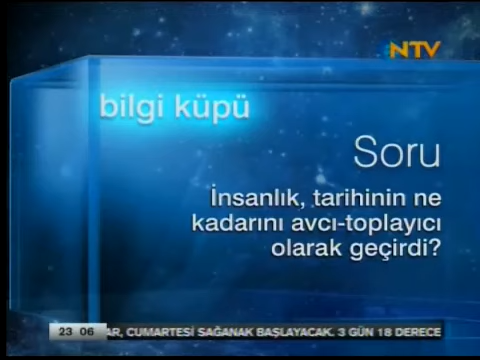 NTV
bilgi küpü
Soru
İnsanlık, tarihinin ne
kadarını avcı-toplayıcı
olarak geçirdi?
23 06 AR, CUMARTESİ SAĞANAK BAŞLAYACAK. 3 GÜN 18 DERECE